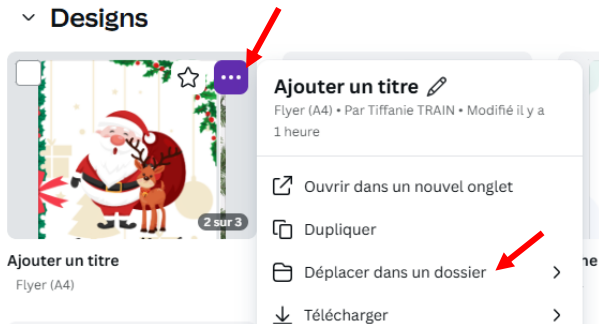 Designs
Ajouter un titre
Flyer (A4) • Par Tiffanie TRAIN • Modifié il y a
1 heure
Ouvrir dans un nouvel onglet
2 sur 3
Dupliquer
Ajouter un titre
Flyer (A4)
Déplacer dans un dossier
Télécharger